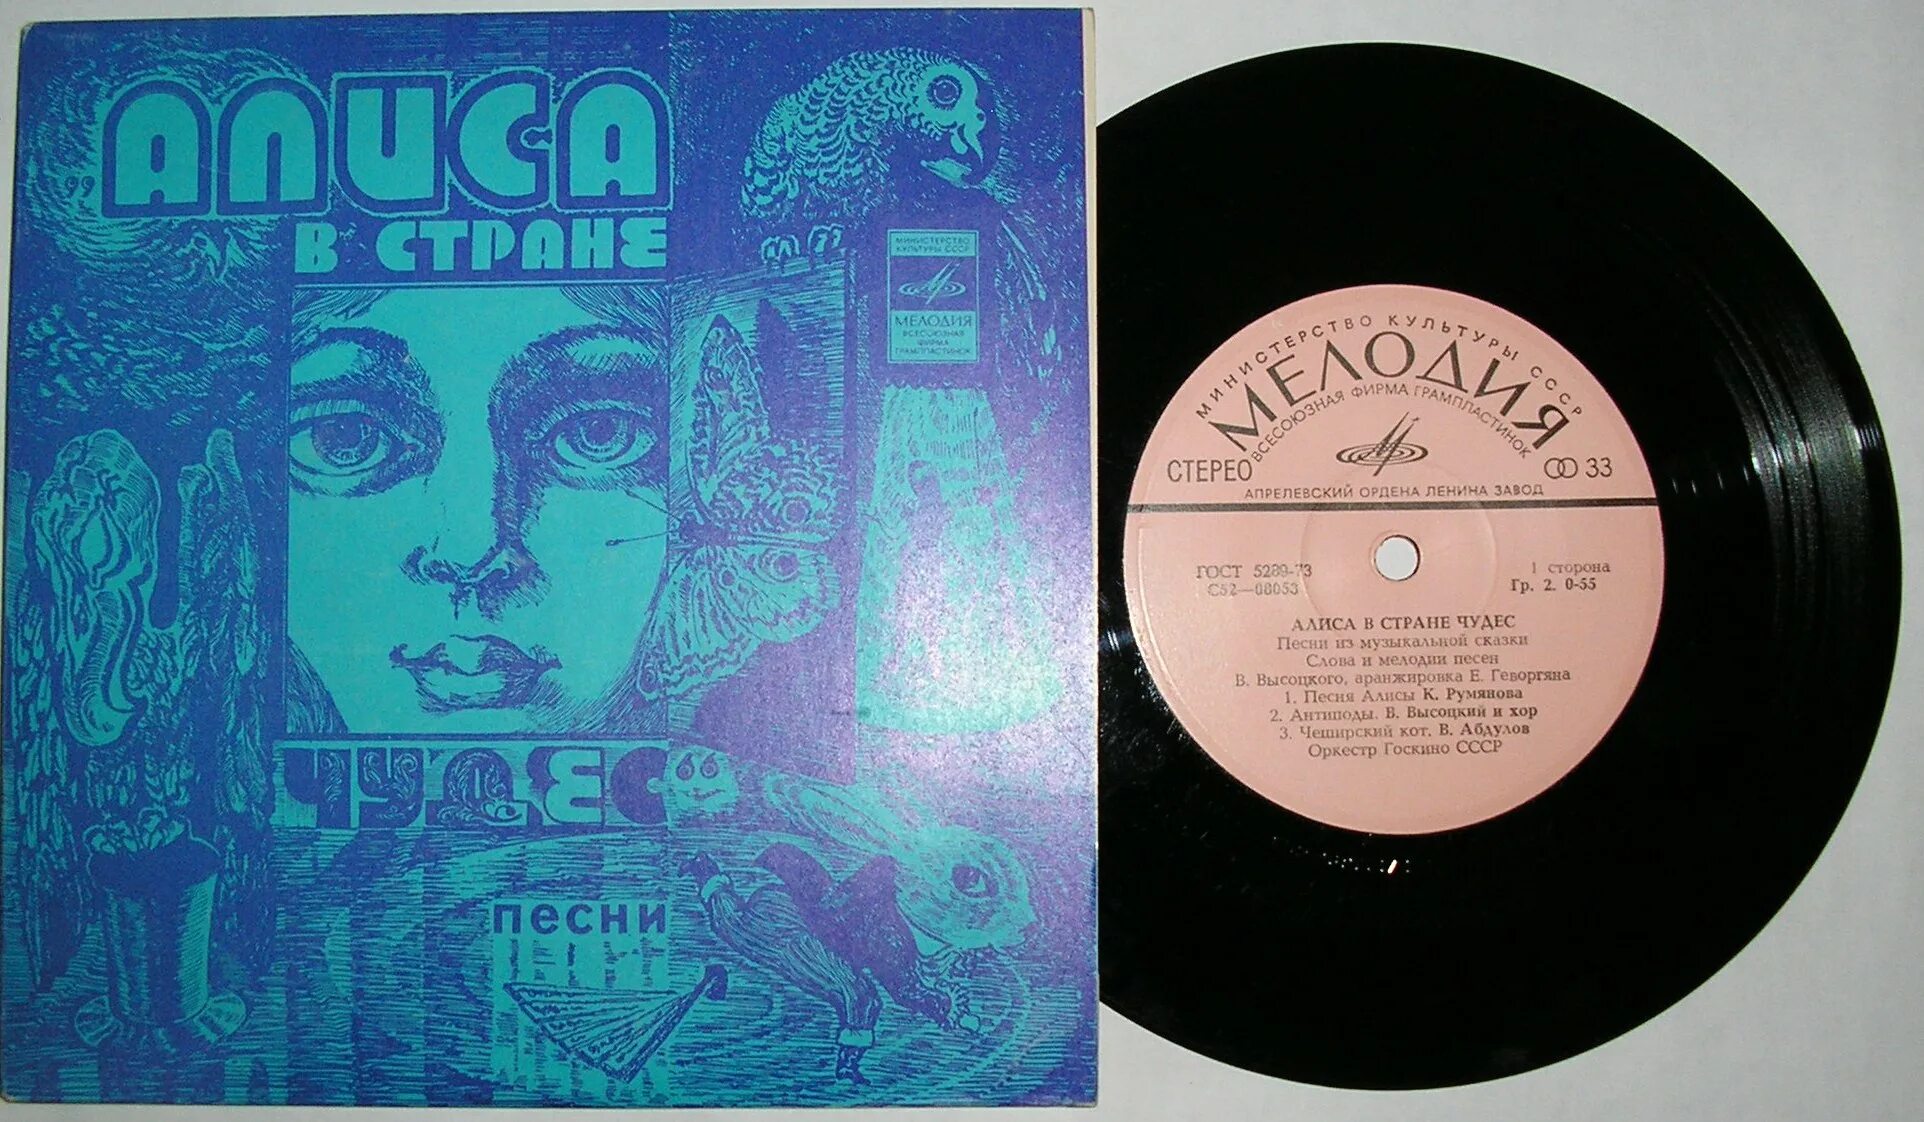 „АЛИСА
В СТРАНЕ
ЧУДЕС“
песни
МИНИСТЕРСТВО
КУЛЬТУРЫ СССР
МЕЛОДИЯ
ВСЕСОЮЗНАЯ
ФИРМА
ГРАМПЛАСТИНОК
МИНИСТЕРСТВО КУЛЬТУРЫ СССР
МЕЛОДИЯ
ВСЕСОЮЗНАЯ ФИРМА ГРАМПЛАСТИНОК
СТЕРЕО
33
АПРЕЛЕВСКИЙ ОРДЕНА ЛЕНИНА ЗАВОД
ГОСТ 5289-73
С52—08053
1 сторона
Гр. 2. 0-55
АЛИСА В СТРАНЕ ЧУДЕС
Песни из музыкальной сказки
Слова и мелодии песен
В. Высоцкого, аранжировка Е. Геворгяна
1. Песня Алисы К. Румянова
2. Антиподы. В. Высоцкий и хор
3. Чеширский кот. В. Абдулов
Оркестр Госкино СССР